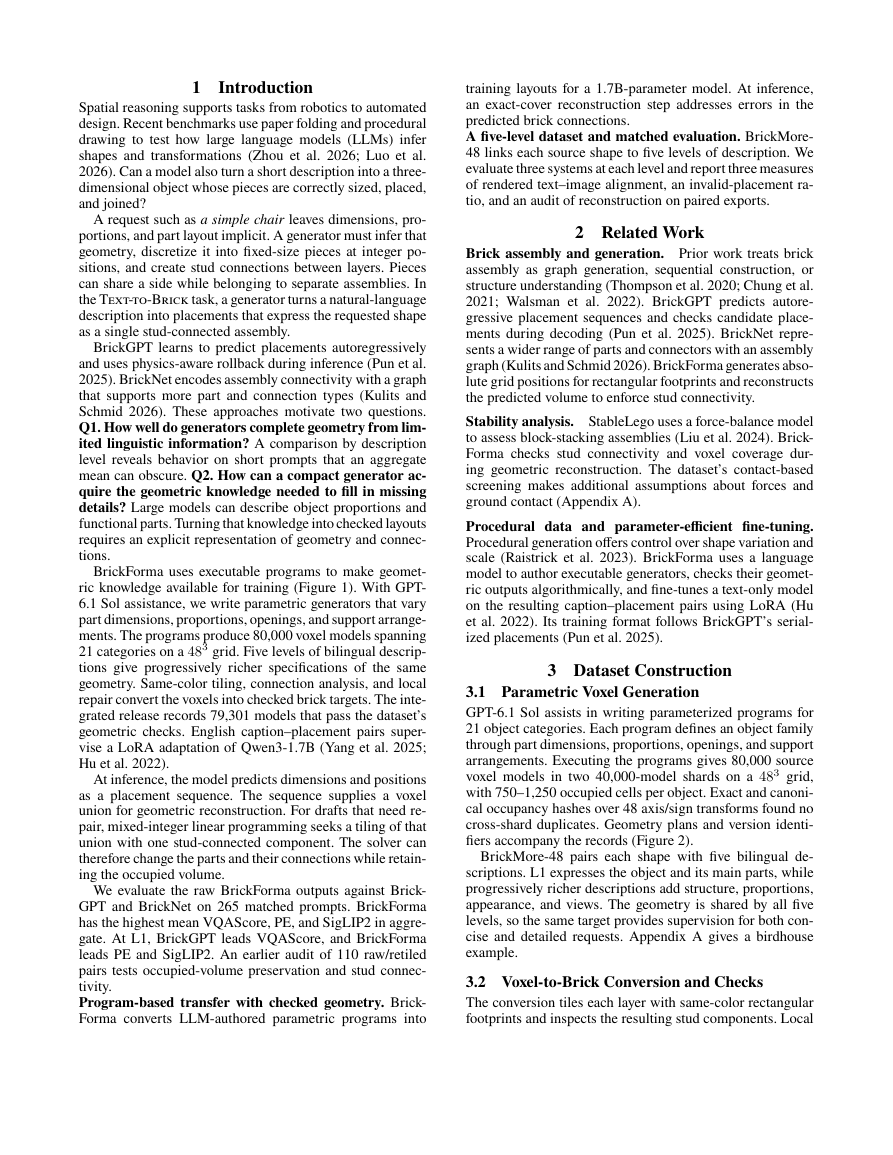 1 Introduction
Spatial reasoning supports tasks from robotics to automated
design. Recent benchmarks use paper folding and procedural
drawing to test how large language models (LLMs) infer
shapes and transformations (Zhou et al. 2026; Luo et al.
2026). Can a model also turn a short description into a three-
dimensional object whose pieces are correctly sized, placed,
and joined?
A request such as a simple chair leaves dimensions, pro-
portions, and part layout implicit. A generator must infer that
geometry, discretize it into fixed-size pieces at integer po-
sitions, and create stud connections between layers. Pieces
can share a side while belonging to separate assemblies. In
the TEXT-TO-BRICK task, a generator turns a natural-language
description into placements that express the requested shape
as a single stud-connected assembly.
BrickGPT learns to predict placements autoregressively
and uses physics-aware rollback during inference (Pun et al.
2025). BrickNet encodes assembly connectivity with a graph
that supports more part and connection types (Kulits and
Schmid 2026). These approaches motivate two questions.
Q1. How well do generators complete geometry from lim-
ited linguistic information? A comparison by description
level reveals behavior on short prompts that an aggregate
mean can obscure. Q2. How can a compact generator ac-
quire the geometric knowledge needed to fill in missing
details? Large models can describe object proportions and
functional parts. Turning that knowledge into checked layouts
requires an explicit representation of geometry and connec-
tions.
BrickForma uses executable programs to make geomet-
ric knowledge available for training (Figure 1). With GPT-
6.1 Sol assistance, we write parametric generators that vary
part dimensions, proportions, openings, and support arrange-
ments. The programs produce 80,000 voxel models spanning
21 categories on a 48³ grid. Five levels of bilingual descrip-
tions give progressively richer specifications of the same
geometry. Same-color tiling, connection analysis, and local
repair convert the voxels into checked brick targets. The inte-
grated release records 79,301 models that pass the dataset's
geometric checks. English caption–placement pairs super-
vise a LoRA adaptation of Qwen3-1.7B (Yang et al. 2025;
Hu et al. 2022).
At inference, the model predicts dimensions and positions
as a placement sequence. The sequence supplies a voxel
union for geometric reconstruction. For drafts that need re-
pair, mixed-integer linear programming seeks a tiling of that
union with one stud-connected component. The solver can
therefore change the parts and their connections while retain-
ing the occupied volume.
We evaluate the raw BrickForma outputs against Brick-
GPT and BrickNet on 265 matched prompts. BrickForma
has the highest mean VQAScore, PE, and SigLIP2 in aggre-
gate. At L1, BrickGPT leads VQAScore, and BrickForma
leads PE and SigLIP2. An earlier audit of 110 raw/retiled
pairs tests occupied-volume preservation and stud connec-
tivity.
Program-based transfer with checked geometry. Brick-
Forma converts LLM-authored parametric programs into
training layouts for a 1.7B-parameter model. At inference,
an exact-cover reconstruction step addresses errors in the
predicted brick connections.
A five-level dataset and matched evaluation. BrickMore-
48 links each source shape to five levels of description. We
evaluate three systems at each level and report three measures
of rendered text–image alignment, an invalid-placement ra-
tio, and an audit of reconstruction on paired exports.
2 Related Work
Brick assembly and generation. Prior work treats brick
assembly as graph generation, sequential construction, or
structure understanding (Thompson et al. 2020; Chung et al.
2021; Walsman et al. 2022). BrickGPT predicts autore-
gressive placement sequences and checks candidate place-
ments during decoding (Pun et al. 2025). BrickNet repre-
sents a wider range of parts and connectors with an assembly
graph (Kulits and Schmid 2026). BrickForma generates abso-
lute grid positions for rectangular footprints and reconstructs
the predicted volume to enforce stud connectivity.
Stability analysis. StableLego uses a force-balance model
to assess block-stacking assemblies (Liu et al. 2024). Brick-
Forma checks stud connectivity and voxel coverage dur-
ing geometric reconstruction. The dataset's contact-based
screening makes additional assumptions about forces and
ground contact (Appendix A).
Procedural data and parameter-efficient fine-tuning.
Procedural generation offers control over shape variation and
scale (Raistrick et al. 2023). BrickForma uses a language
model to author executable generators, checks their geomet-
ric outputs algorithmically, and fine-tunes a text-only model
on the resulting caption–placement pairs using LoRA (Hu
et al. 2022). Its training format follows BrickGPT's serial-
ized placements (Pun et al. 2025).
3 Dataset Construction
3.1 Parametric Voxel Generation
GPT-6.1 Sol assists in writing parameterized programs for
21 object categories. Each program defines an object family
through part dimensions, proportions, openings, and support
arrangements. Executing the programs gives 80,000 source
voxel models in two 40,000-model shards on a 48³ grid,
with 750–1,250 occupied cells per object. Exact and canoni-
cal occupancy hashes over 48 axis/sign transforms found no
cross-shard duplicates. Geometry plans and version identi-
fiers accompany the records (Figure 2).
BrickMore-48 pairs each shape with five bilingual de-
scriptions. L1 expresses the object and its main parts, while
progressively richer descriptions add structure, proportions,
appearance, and views. The geometry is shared by all five
levels, so the same target provides supervision for both con-
cise and detailed requests. Appendix A gives a birdhouse
example.
3.2 Voxel-to-Brick Conversion and Checks
The conversion tiles each layer with same-color rectangular
footprints and inspects the resulting stud components. Local